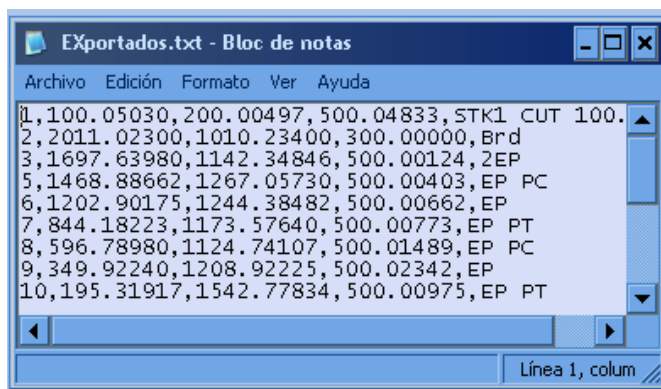 EXportados.txt - Bloc de notas
Archivo Edición Formato Ver Ayuda
1,100.05030,200.00497,500.04833,STK1 CUT 100.
2,2011.02300,1010.23400,300.00000,Brd
3,1697.63980,1142.34846,500.00124,2EP
5,1468.88662,1267.05730,500.00403,EP PC
6,1202.90175,1244.38482,500.00662,EP
7,844.18223,1173.57640,500.00773,EP PT
8,596.78980,1124.74107,500.01489,EP PC
9,349.92240,1208.92225,500.02342,EP
10,195.31917,1542.77834,500.00975,EP PT
Línea 1, colum